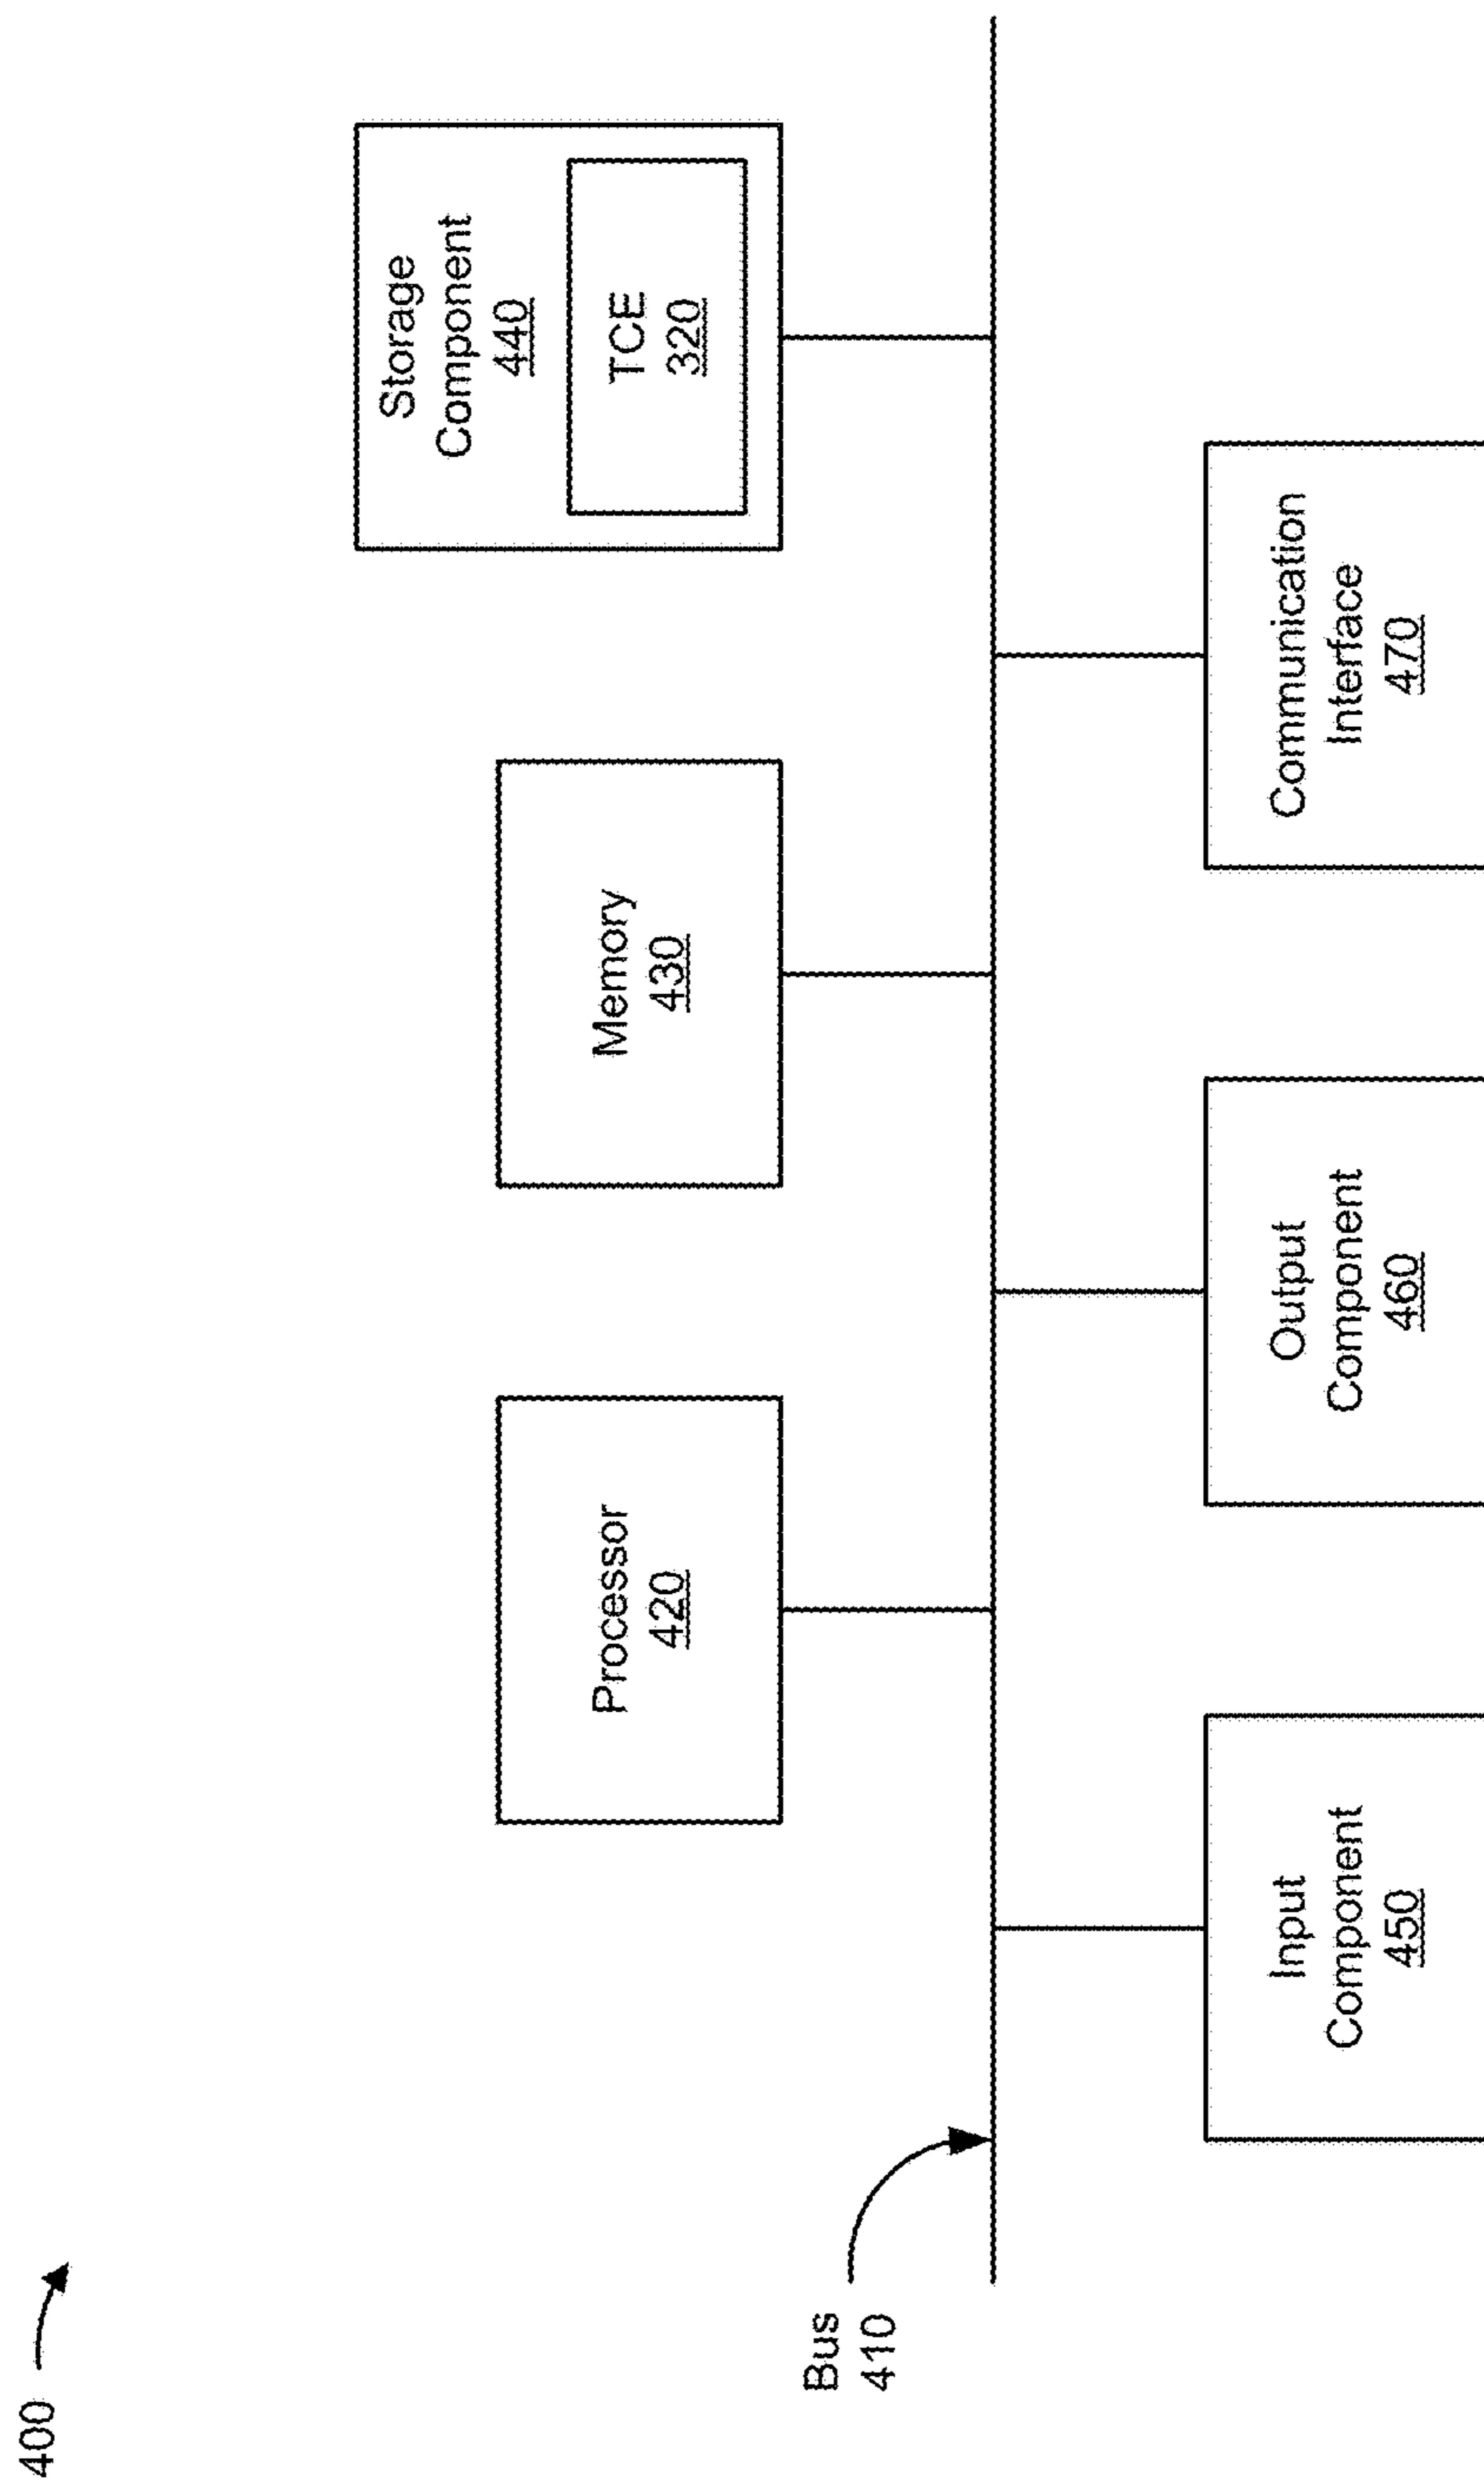 400
Processor
420
Memory
430
Storage
Component
440
TCE
320
Bus
410
Input
Component
450
Output
Component
460
Communication
Interface
470